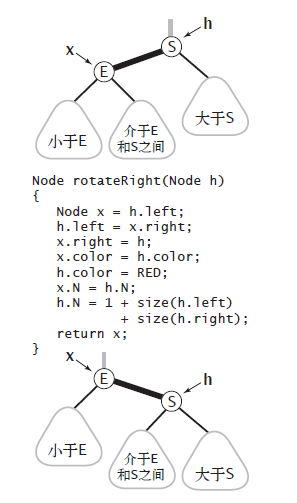 h
x
S
E
小于E
介于E
和S之间
大于S
Node rotateRight(Node h)
{
   Node x = h.left;
   h.left = x.right;
   x.right = h;
   x.color = h.color;
   h.color = RED;
   x.N = h.N;
   h.N = 1 + size(h.left)
           + size(h.right);
   return x;
}
x
E
h
S
小于E
介于E
和S之间
大于S